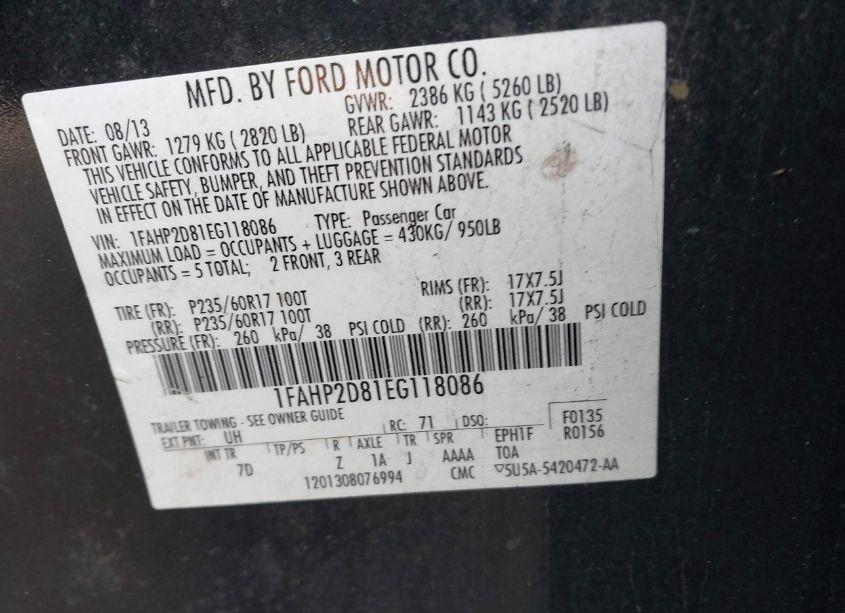 MFD. BY FORD MOTOR CO.
DATE: 08/13 GVWR: 2386 KG ( 5260 LB)
FRONT GAWR: 1279 KG ( 2820 LB) REAR GAWR: 1143 KG ( 2520 LB)
THIS VEHICLE CONFORMS TO ALL APPLICABLE FEDERAL MOTOR
VEHICLE SAFETY, BUMPER, AND THEFT PREVENTION STANDARDS
IN EFFECT ON THE DATE OF MANUFACTURE SHOWN ABOVE.
VIN: 1FAHP2D81EG118086 TYPE: Passenger Car
MAXIMUM LOAD = OCCUPANTS + LUGGAGE = 430KG/ 950LB
OCCUPANTS = 5 TOTAL; 2 FRONT, 3 REAR
TIRE (FR): P235/60R17 100T RIMS (FR): 17X7.5J
(RR): P235/60R17 100T (RR): 17X7.5J
PRESSURE (FR): 260 kPa/ 38 PSI COLD (RR): 260 kPa/ 38 PSI COLD
1FAHP2D81EG118086
TRAILER TOWING - SEE OWNER GUIDE
EXT PNT: UH RC: 71 DSO: F0135
INT TR TP/PS R AXLE TR SPR EPH1F R0156
7D Z 1A J AAAA TOA
1201308076994 CMC 5U5A-5420472-AA